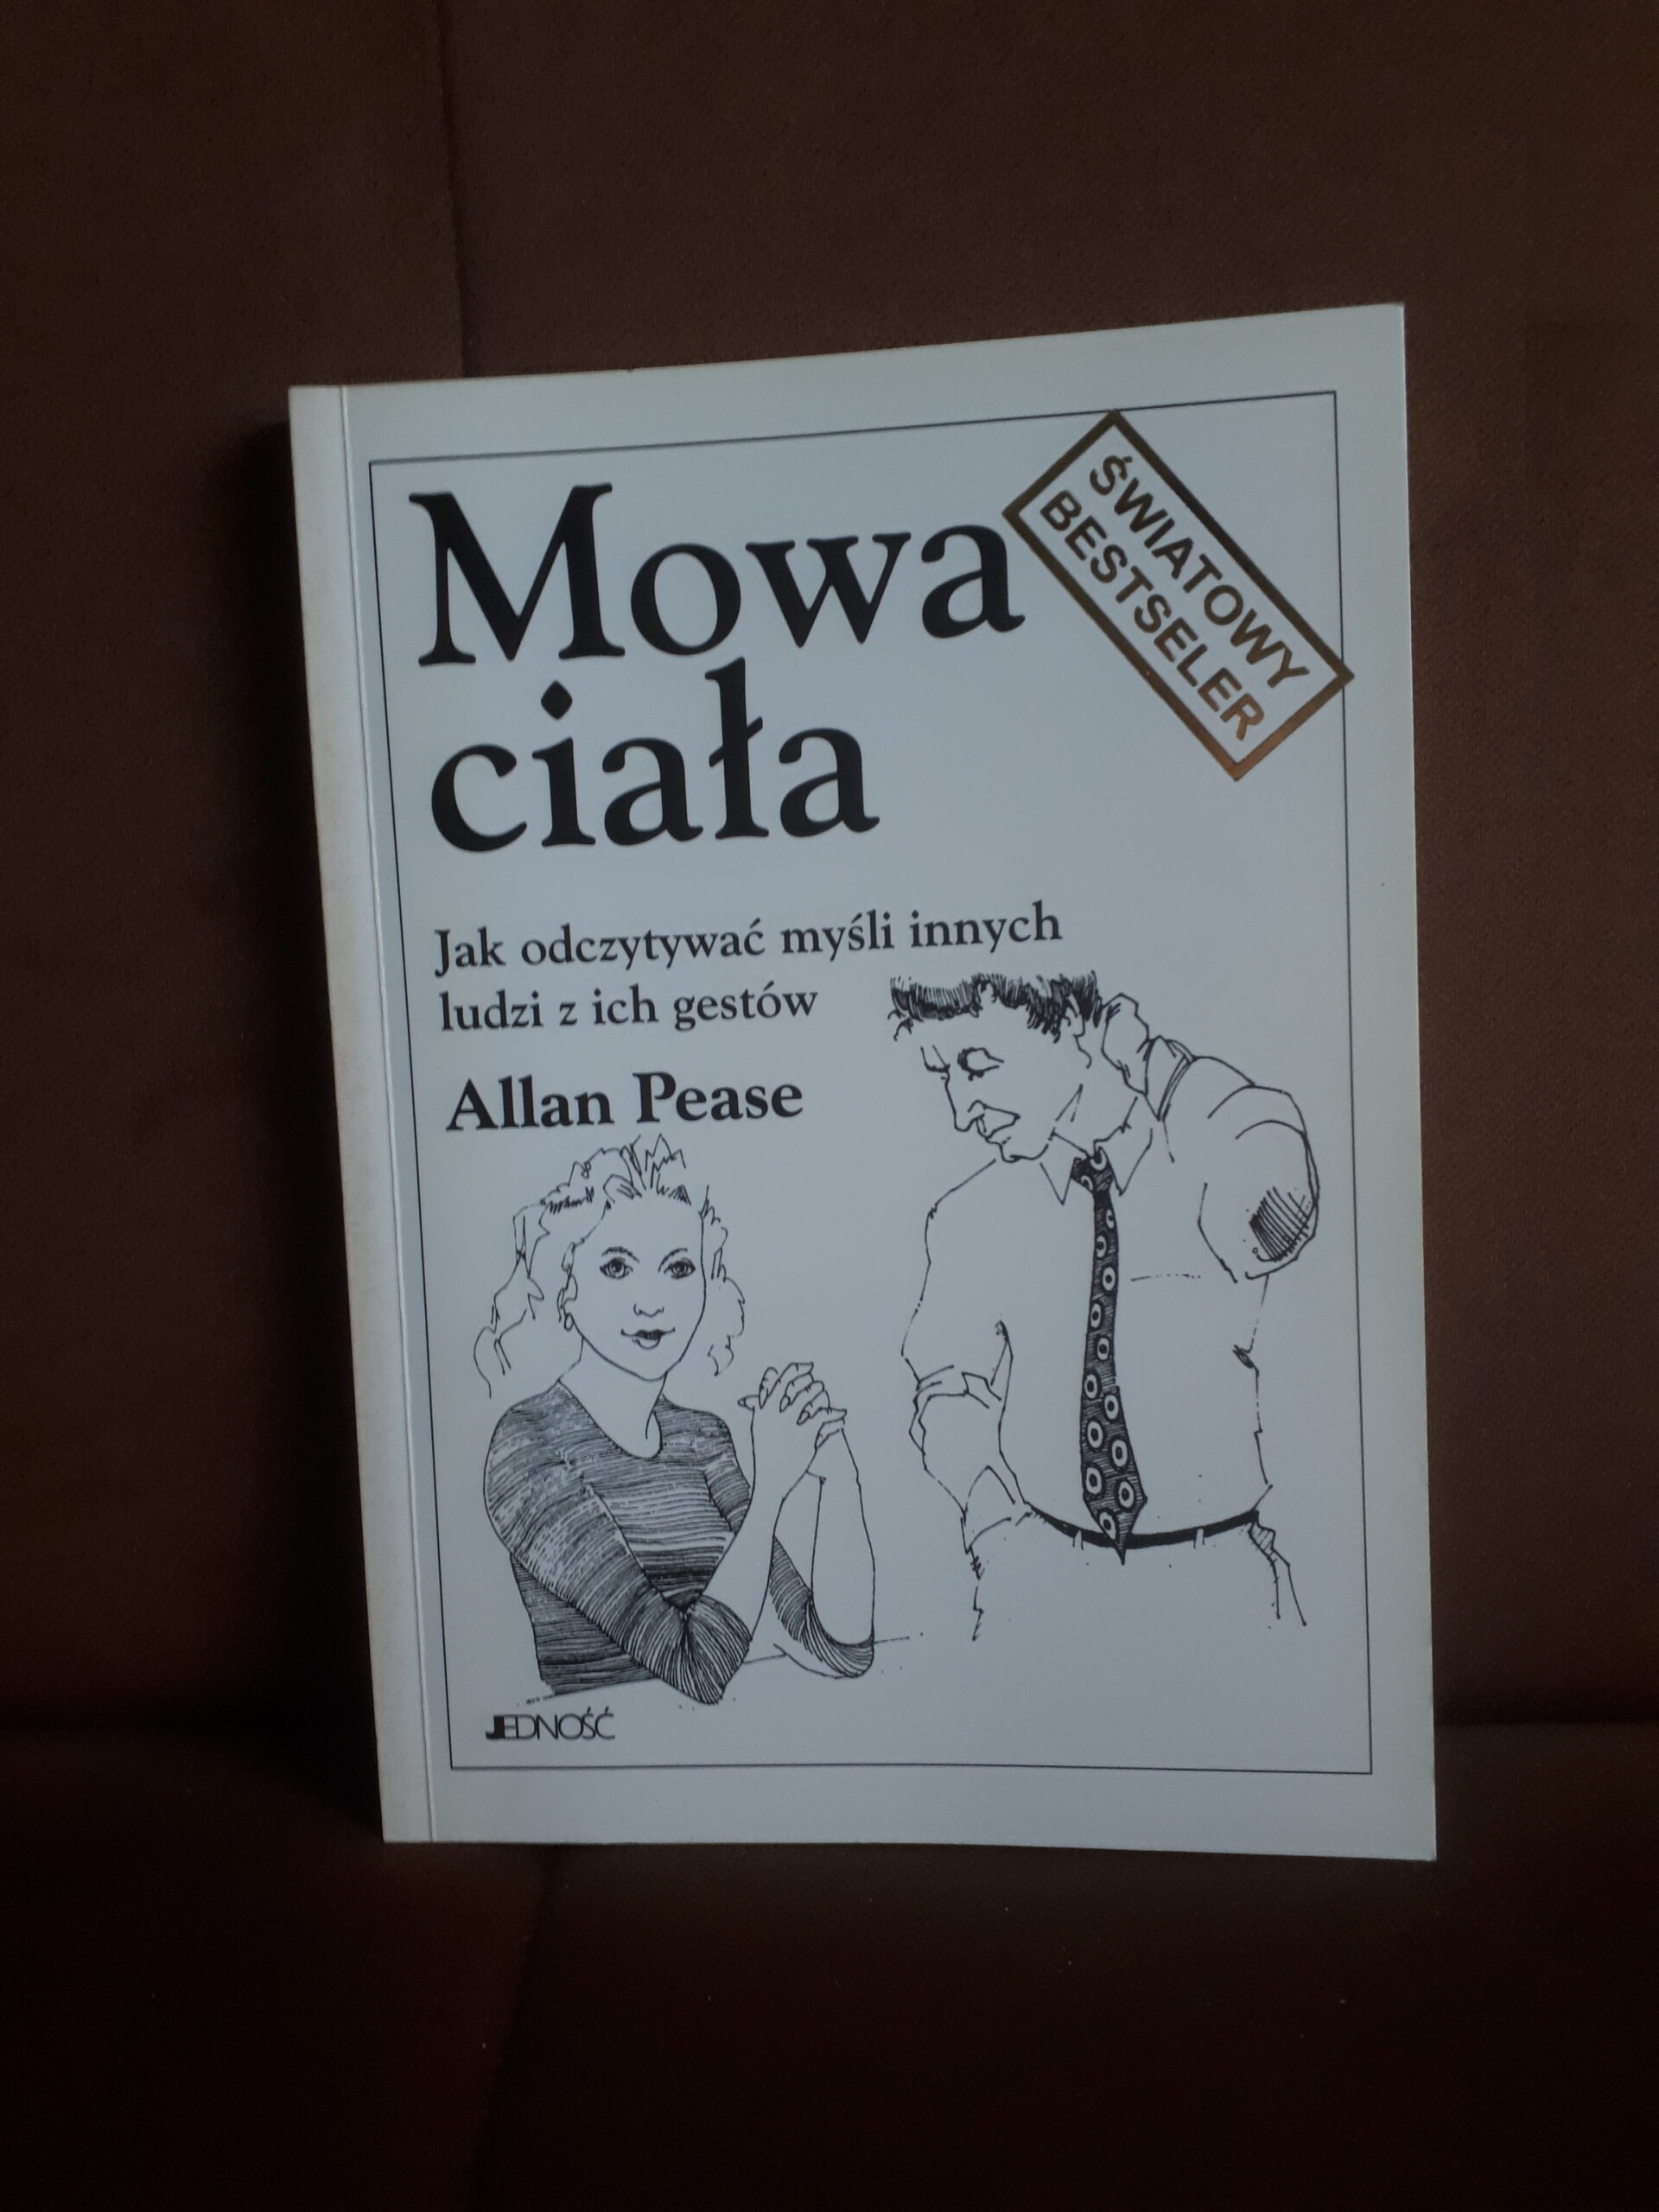 Mowa
ciała
ŚWIATOWY
BESTSELER
Jak odczytywać myśli innych
ludzi z ich gestów
Allan Pease
JEDNOŚĆ